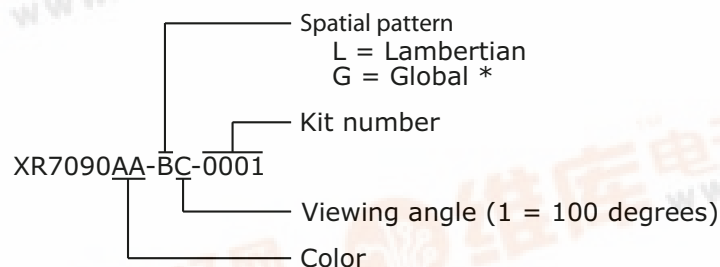 Spatial pattern
L = Lambertian
G = Global *
Kit number
XR7090AA-BC-0001
Viewing angle (1 = 100 degrees)
Color